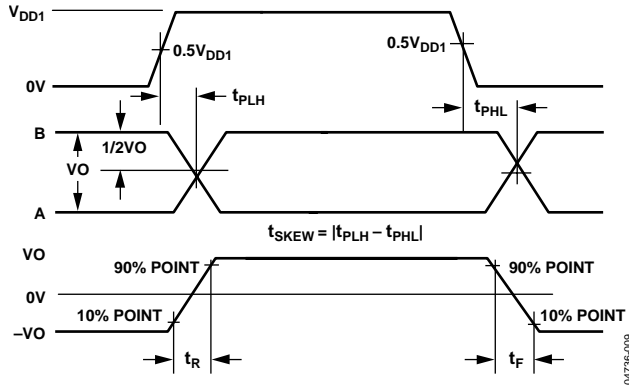 VDD1
0.5VDD1
0.5VDD1
0V
tPLH
tPHL
B
1/2VO
VO
A
tSKEW = |tPLH – tPHL|
VO
90% POINT
90% POINT
0V
10% POINT
10% POINT
–VO
tR
tF
04736-009